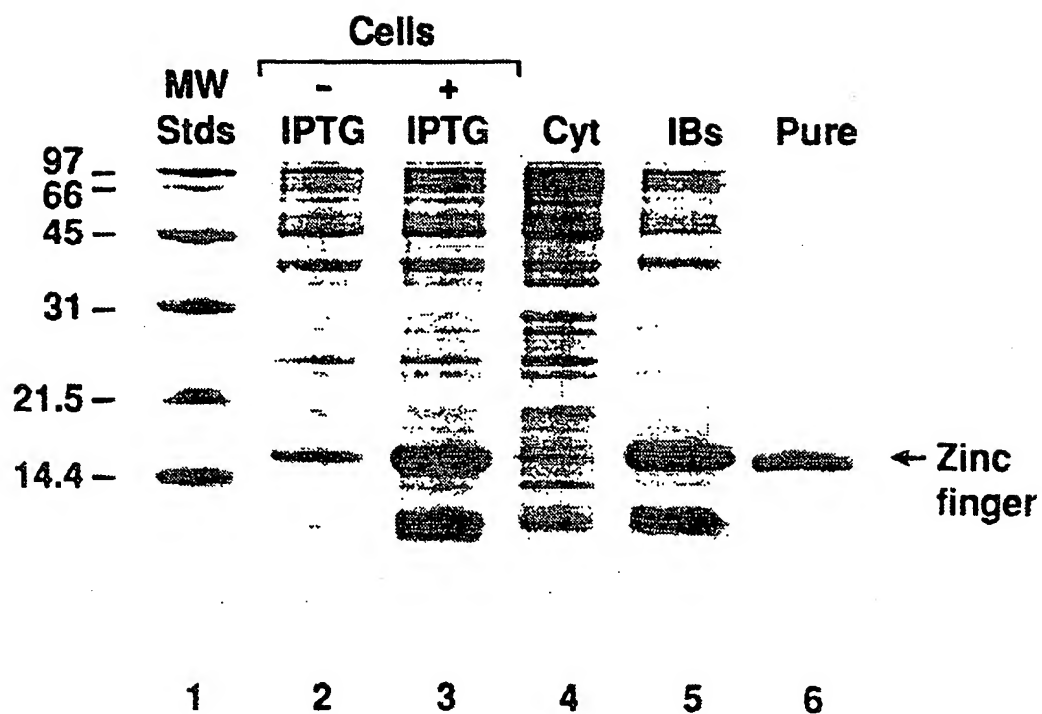 Cells
MW - +
Stds IPTG IPTG Cyt IBs Pure
97 –
66 –
45 –
31 –
21.5 –
14.4 –
← Zinc
finger
1 2 3 4 5 6